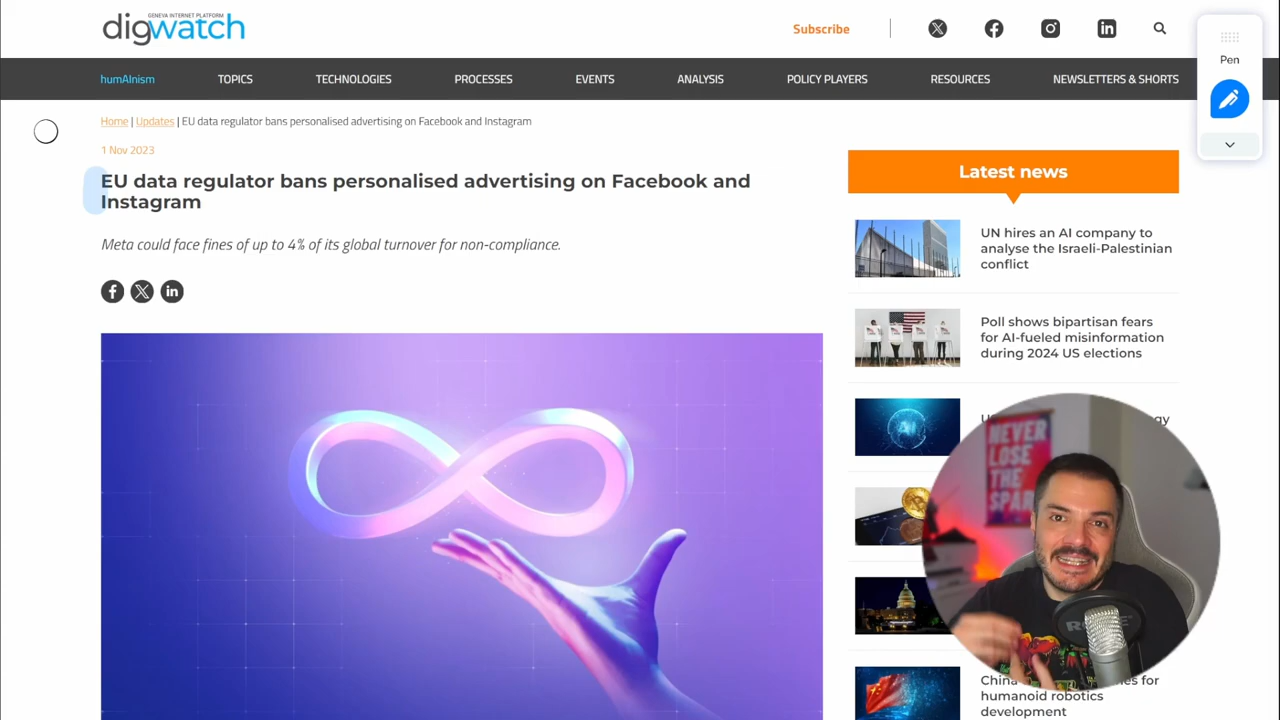 GENEVA INTERNET PLATFORM
digwatch
Subscribe
Pen
humAInism TOPICS TECHNOLOGIES PROCESSES EVENTS ANALYSIS POLICY PLAYERS RESOURCES NEWSLETTERS & SHORTS
Home | Updates | EU data regulator bans personalised advertising on Facebook and Instagram
1 Nov 2023
EU data regulator bans personalised advertising on Facebook and
Instagram
Meta could face fines of up to 4% of its global turnover for non-compliance.
Latest news
UN hires an AI company to
analyse the Israeli-Palestinian
conflict
Poll shows bipartisan fears
for AI-fueled misinformation
during 2024 US elections
AI
NEVER
LOSE
THE
China
humanoid robotics
development
for